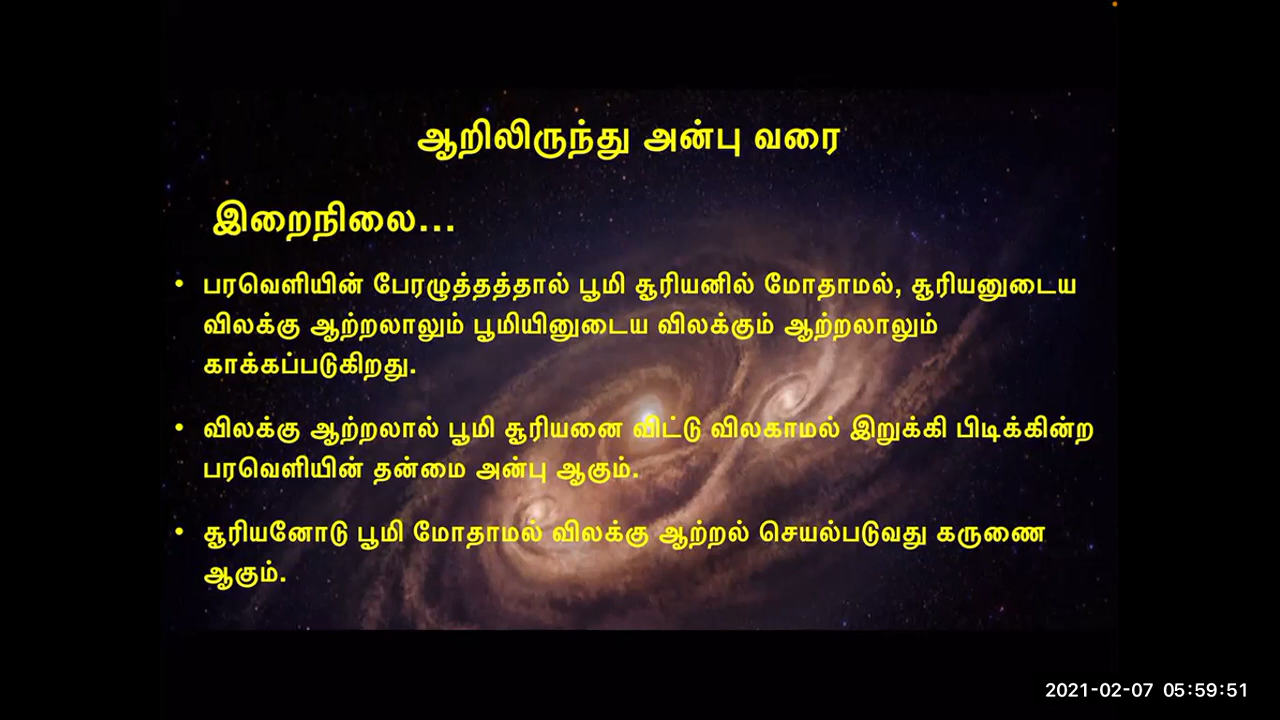 ஆறிலிருந்து அன்பு வரை
இறைநிலை...
• பரவெளியின் பேரழுத்தத்தால் பூமி சூரியனில் மோதாமல், சூரியனுடைய
விலக்கு ஆற்றலாலும் பூமியினுடைய விலக்கும் ஆற்றலாலும்
காக்கப்படுகிறது.
• விலக்கு ஆற்றலால் பூமி சூரியனை விட்டு விலகாமல் இறுக்கி பிடிக்கின்ற
பரவெளியின் தன்மை அன்பு ஆகும்.
• சூரியனோடு பூமி மோதாமல் விலக்கு ஆற்றல் செயல்படுவது கருணை
ஆகும்.
2021-02-07 05:59:51